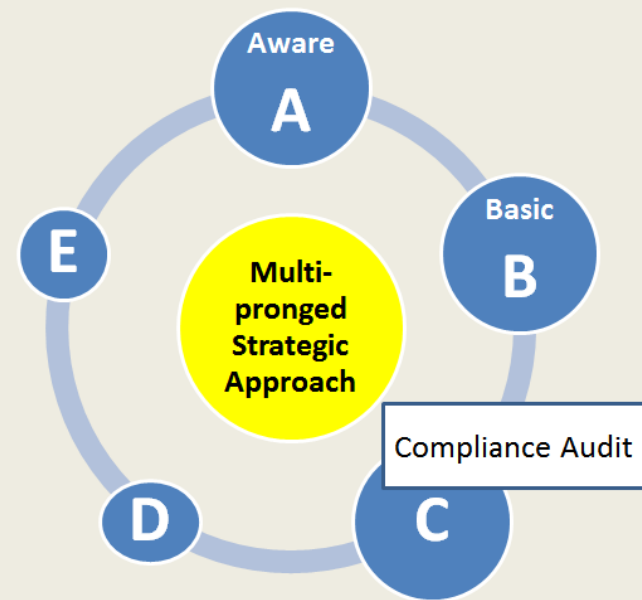 Aware
A
Basic
B
Multi-
pronged
Strategic
Approach
Compliance Audit
C
D
E